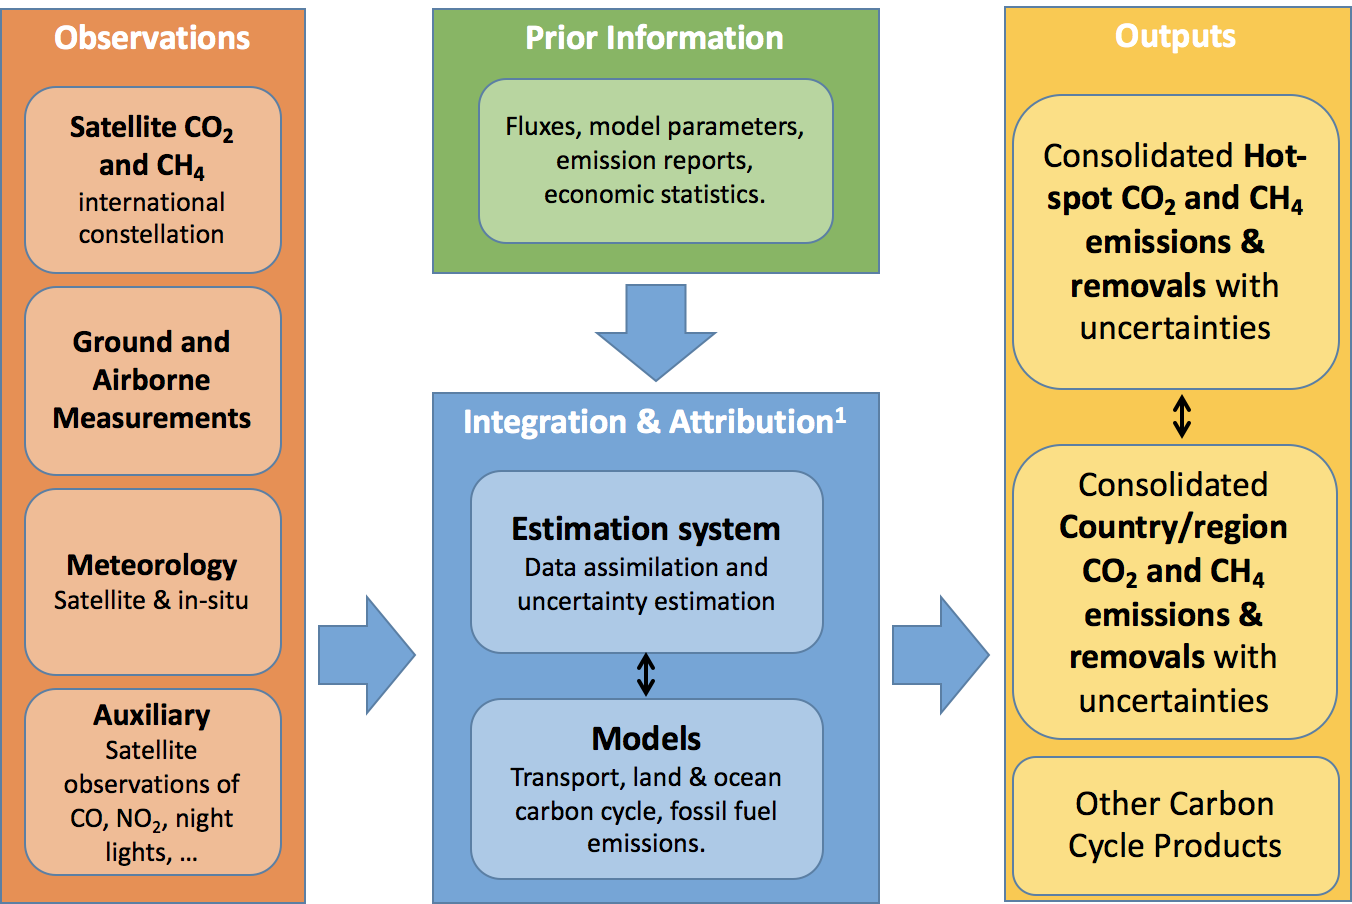 Observations
Satellite CO₂
and CH₄
international
constellation
Ground and
Airborne
Measurements
Meteorology
Satellite & in-situ
Auxiliary
Satellite
observations of
CO, NO₂, night
lights, ...
Prior Information
Fluxes, model parameters,
emission reports,
economic statistics.
Integration & Attribution¹
Estimation system
Data assimilation and
uncertainty estimation
Models
Transport, land & ocean
carbon cycle, fossil fuel
emissions.
Outputs
Consolidated Hot-
spot CO₂ and CH₄
emissions &
removals with
uncertainties
Consolidated
Country/region
CO₂ and CH₄
emissions &
removals with
uncertainties
Other Carbon
Cycle Products